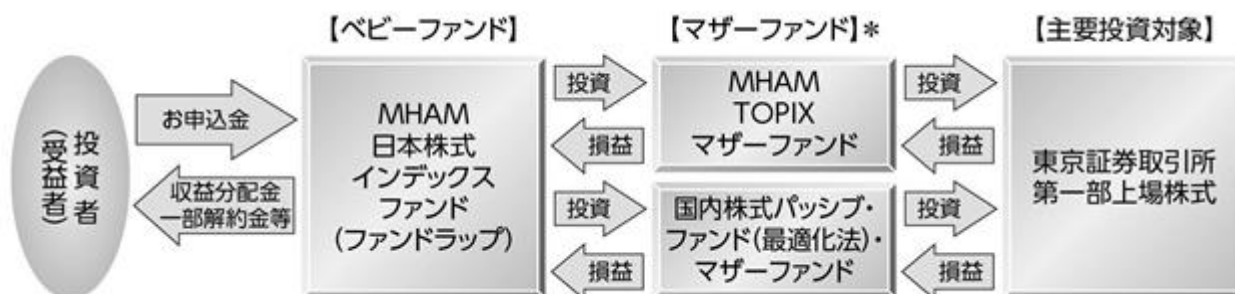 【ベビーファンド】
【マザーファンド】*
【主要投資対象】
投資者
(受益者)
お申込金
収益分配金
一部解約金等
MHAM
日本株式
インデックス
ファンド
(ファンドラップ)
投資
損益
投資
損益
MHAM
TOPIX
マザーファンド
国内株式パッシブ・
ファンド(最適化法)・
マザーファンド
投資
損益
投資
損益
東京証券取引所
第一部上場株式